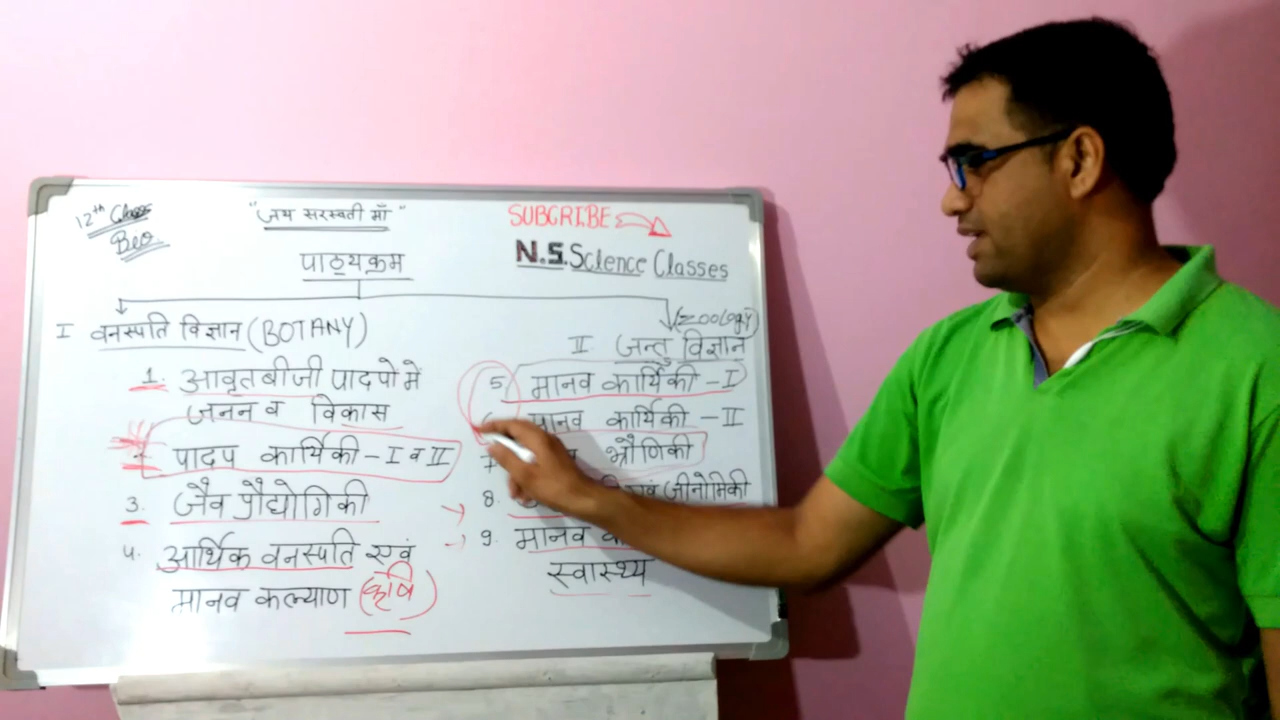 12th Class
Bio
"जय सरस्वती माँ"
SUBCRIBE
N.S. Science Classes
पाठ्यक्रम
I वनस्पति विज्ञान (BOTANY)
1. आवृतबीजी पादपो में
जनन व विकास
पादप कार्यिकी - I व II
3. जैव प्रौद्योगिकी
4. आर्थिक वनस्पति एवं
मानव कल्याण (कृषि)
(Zoology)
II जन्तु विज्ञान
5. मानव कार्यिकी - I
मानव कार्यिकी - II
भ्रौणिकी
8. एवं जीनोमिकी
9. मानव
स्वास्थ्य